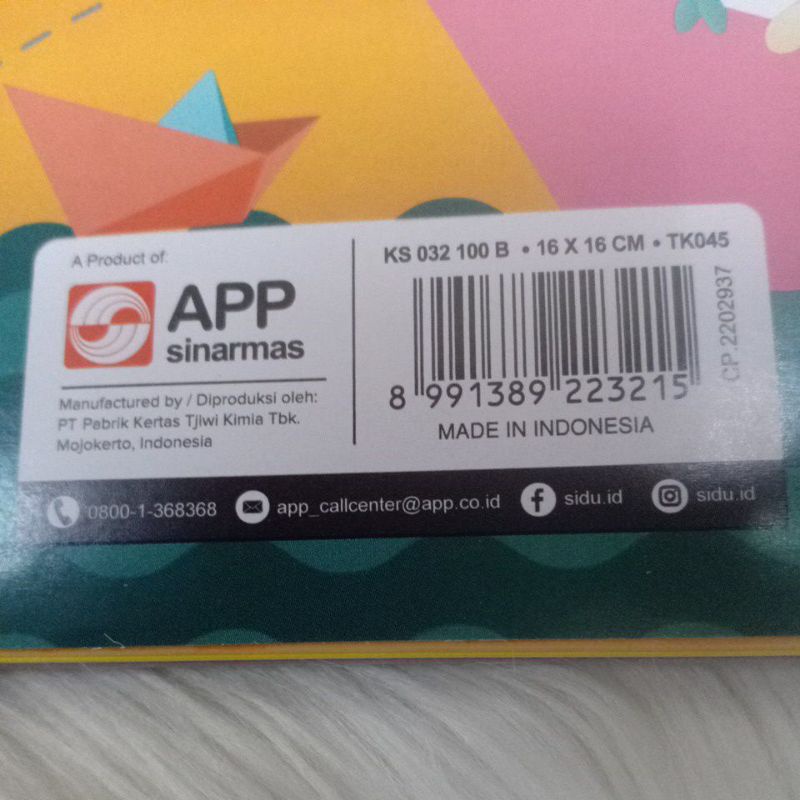 A Product of:
APP
sinarmas
Manufactured by / Diproduksi oleh:
PT Pabrik Kertas Tjiwi Kimia Tbk.
Mojokerto, Indonesia
KS 032 100 B • 16 X 16 CM • TK045
8 991389 223215
CP.2202937
MADE IN INDONESIA
0800-1-368368
app_callcenter@app.co.id
sidu.id
sidu.id